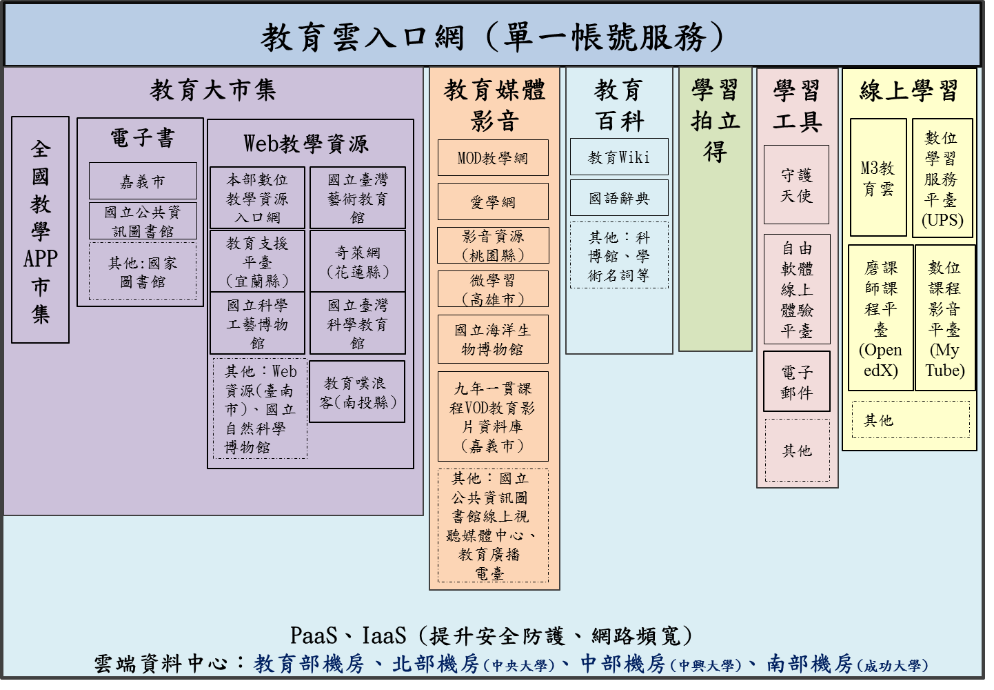 教育雲入口網（單一帳號服務）
教育大市集
全
國
教
學
APP
市
集
電子書
嘉義市
國立公共資
訊圖書館
其他:國家
圖書館
Web教學資源
本部數位
教學資源
入口網
國立臺灣
藝術教育
館
教育支援
平臺
(宜蘭縣)
奇萊網
(花蓮縣)
國立科學
工藝博物
館
國立臺灣
科學教育
館
其他：Web
資源(臺南
市)、國立
自然科學
博物館
教育噗浪
客(南投縣)
教育媒體
影音
MOD教學網
愛學網
影音資源
(桃園縣)
微學習
(高雄市)
國立海洋生
物博物館
九年一貫課
程VOD教育影
片資料庫
(嘉義市)
其他：國立
公共資訊圖
書館線上視
聽媒體中心、
教育廣播
電臺
教育
百科
教育Wiki
國語辭典
其他：科
博館、學
術名詞等
學習
拍立
得
學習
工具
守護
天使
自由
軟體
線上
體驗
平臺
電子
郵件
其他
線上學習
M3教
育雲
數位
學習
服務
平臺
(UPS)
磨課
師課
程平
臺
(Open
edX)
數位
課程
影音
平臺
(My
Tube)
其他
PaaS、IaaS（提升安全防護、網路頻寬）
雲端資料中心：教育部機房、北部機房(中央大學)、中部機房(中興大學)、南部機房(成功大學)